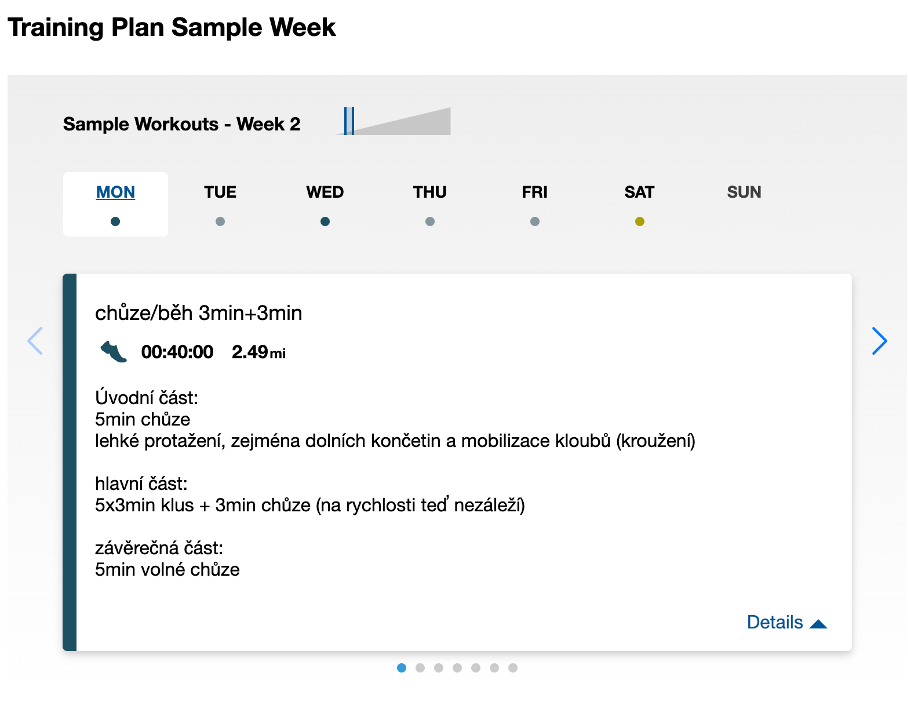 Training Plan Sample Week
Sample Workouts - Week 2
MON TUE WED THU FRI SAT SUN
chůze/běh 3min+3min
00:40:00 2.49mi
Úvodní část:
5min chůze
lehké protažení, zejména dolních končetin a mobilizace kloubů (kroužení)
hlavní část:
5x3min klus + 3min chůze (na rychlosti teď nezáleží)
závěrečná část:
5min volné chůze
Details